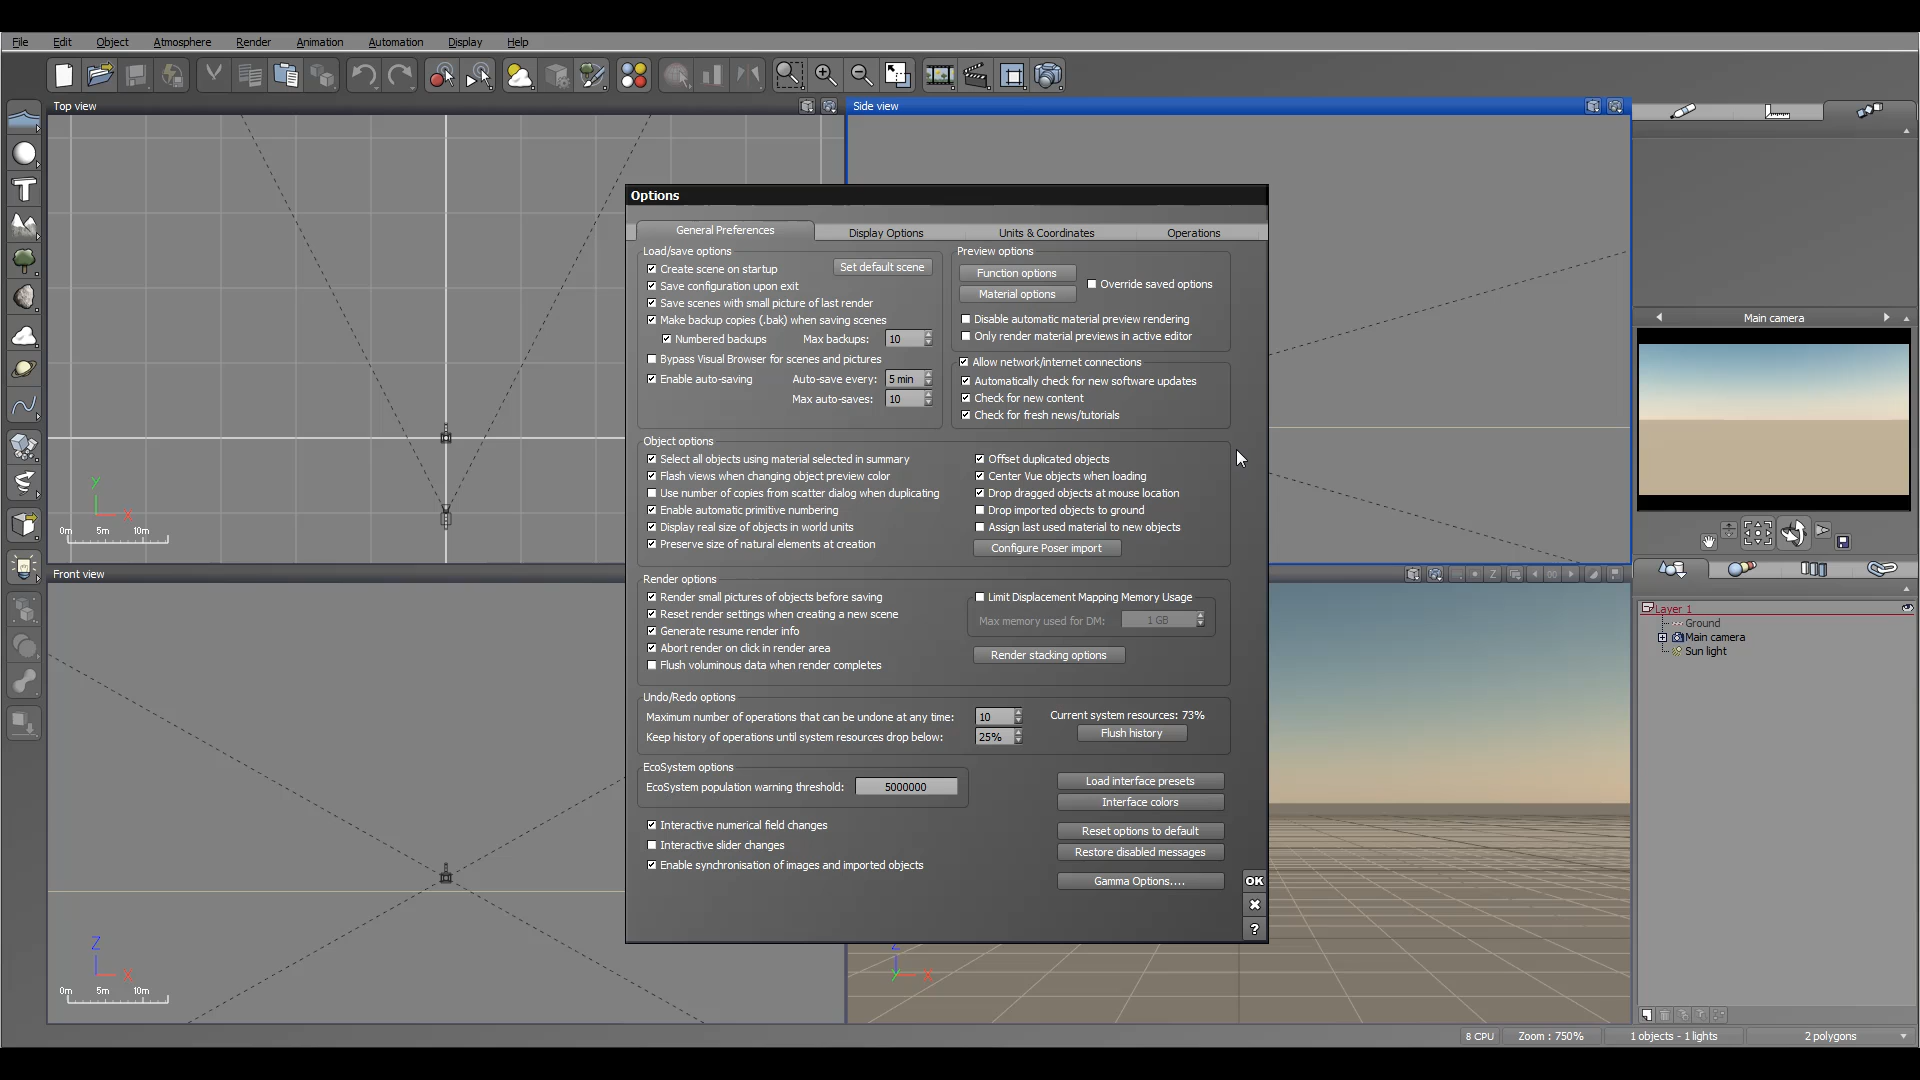 File Edit Object Atmosphere Render Animation Automation Display Help
Top view
Side view
Options
General Preferences Display Options Units & Coordinates Operations
Load/save options
Create scene on startup Set default scene
Save configuration upon exit
Save scenes with small picture of last render
Make backup copies (.bak) when saving scenes
Numbered backups Max backups: 10
Bypass Visual Browser for scenes and pictures
Enable auto-saving Auto-save every: 5 min
Max auto-saves: 10
Preview options
Function options
Material options
Override saved options
Disable automatic material preview rendering
Only render material previews in active editor
Allow network/internet connections
Automatically check for new software updates
Check for new content
Check for fresh news/tutorials
Object options
Select all objects using material selected in summary
Flash views when changing object preview color
Use number of copies from scatter dialog when duplicating
Enable automatic primitive numbering
Display real size of objects in world units
Preserve size of natural elements at creation
Offset duplicated objects
Center Vue objects when loading
Drop dragged objects at mouse location
Drop imported objects to ground
Assign last used material to new objects
Configure Poser import
Render options
Render small pictures of objects before saving
Reset render settings when creating a new scene
Generate resume render info
Abort render on click in render area
Flush voluminous data when render completes
Limit Displacement Mapping Memory Usage
Max memory used for DM: 1 GB
Render stacking options
Undo/Redo options
Maximum number of operations that can be undone at any time: 10
Keep history of operations until system resources drop below: 25%
Current system resources: 73%
Flush history
EcoSystem options
EcoSystem population warning threshold: 5000000
Interactive numerical field changes
Interactive slider changes
Enable synchronisation of images and imported objects
Load interface presets
Interface colors
Reset options to default
Restore disabled messages
Gamma Options....
OK
?
Main camera
Layer 1
Ground
Main camera
Sun light
y
x
0m 5m 10m
Front view
Z
X
0m 5m 10m
Z
y
X
8 CPU Zoom : 750% 1 objects - 1 lights 2 polygons